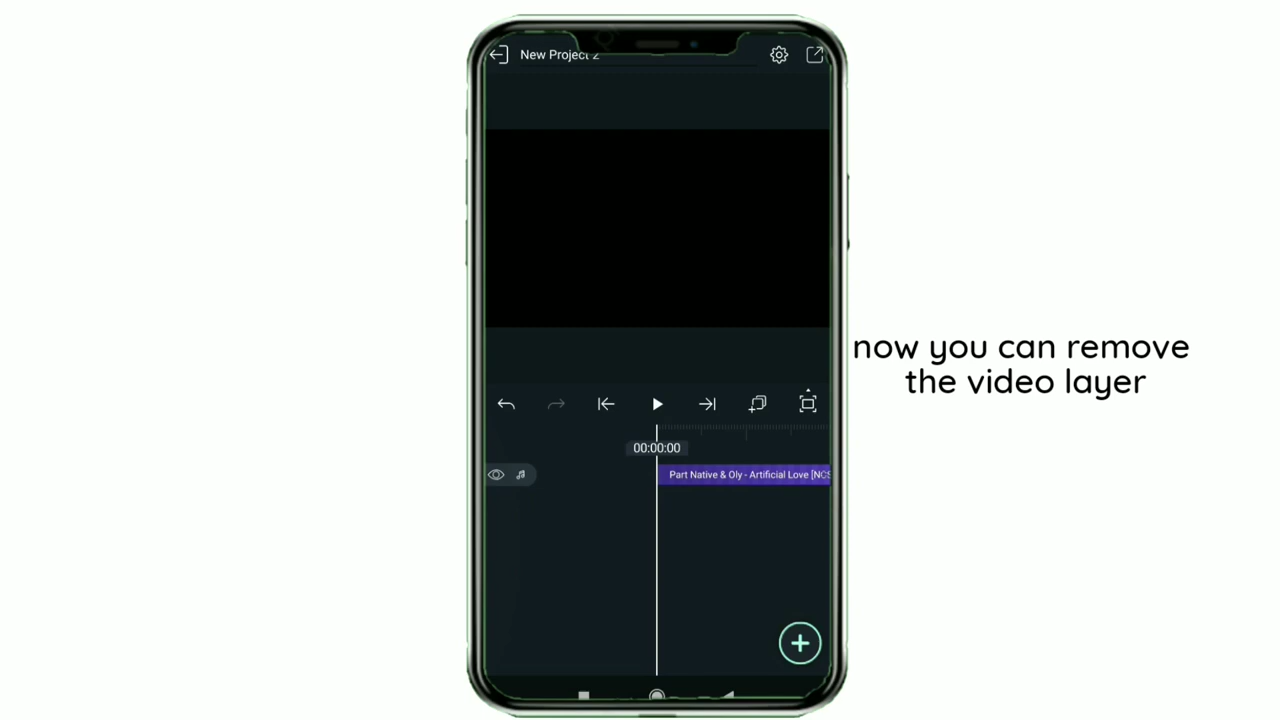 New Project 2
now you can remove
the video layer
00:00:00
Part Native & Oly - Artificial Love [NCS